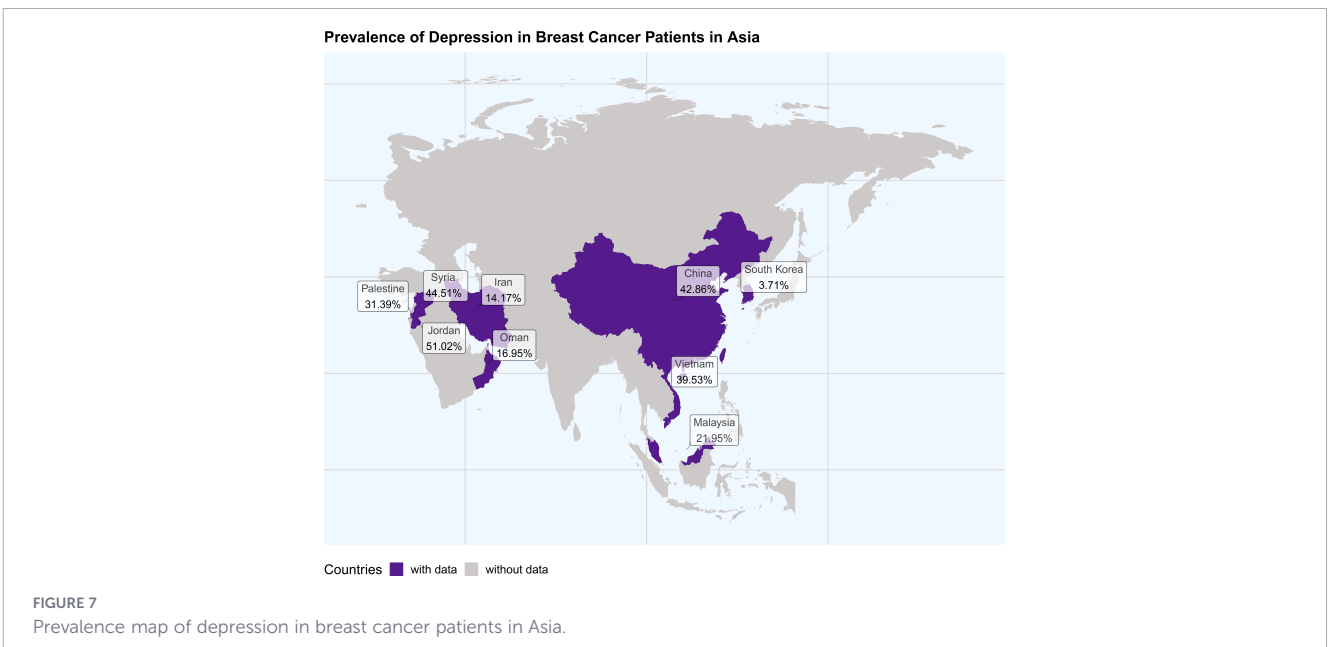 Prevalence of Depression in Breast Cancer Patients in Asia
China
42.86%
South Korea
3.71%
Syria
44.51%
Iran
14.17%
Palestine
31.39%
Jordan
51.02%
Oman
16.95%
Vietnam
39.53%
Malaysia
21.95%
Countries with data without data
FIGURE 7
Prevalence map of depression in breast cancer patients in Asia.